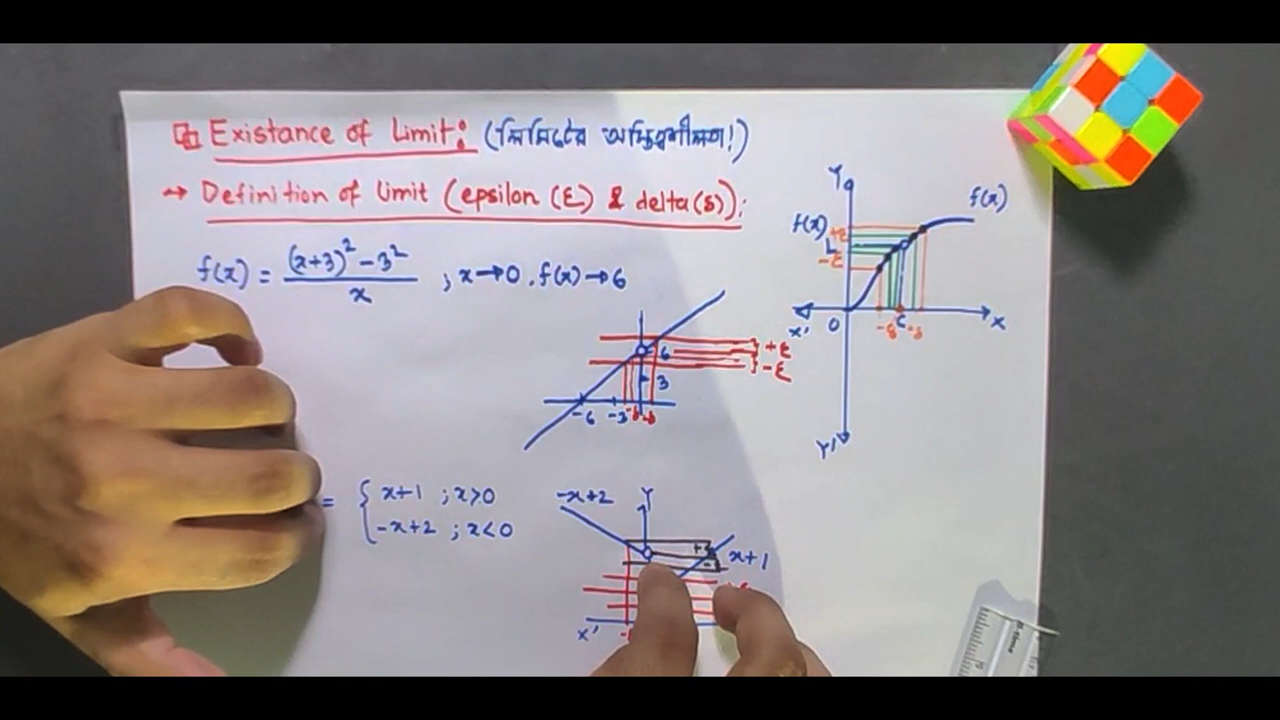 Existance of Limit: (লিমিটের অস্তিত্বশীলতা!)
→ Definition of limit (epsilon (ε) & delta(δ)):
f(x) = ((x+3)² - 3²) / x ; x→0. f(x)→6
6
+ε
-ε
3
-6 -3 -δ +δ
Y
f(x)
f(x)
+ε
L
-ε
X' O -δ C -δ X
Y'
= { x+1 ; x>0
-x+2 ; x<0
-x+2 Y
x+1
X'